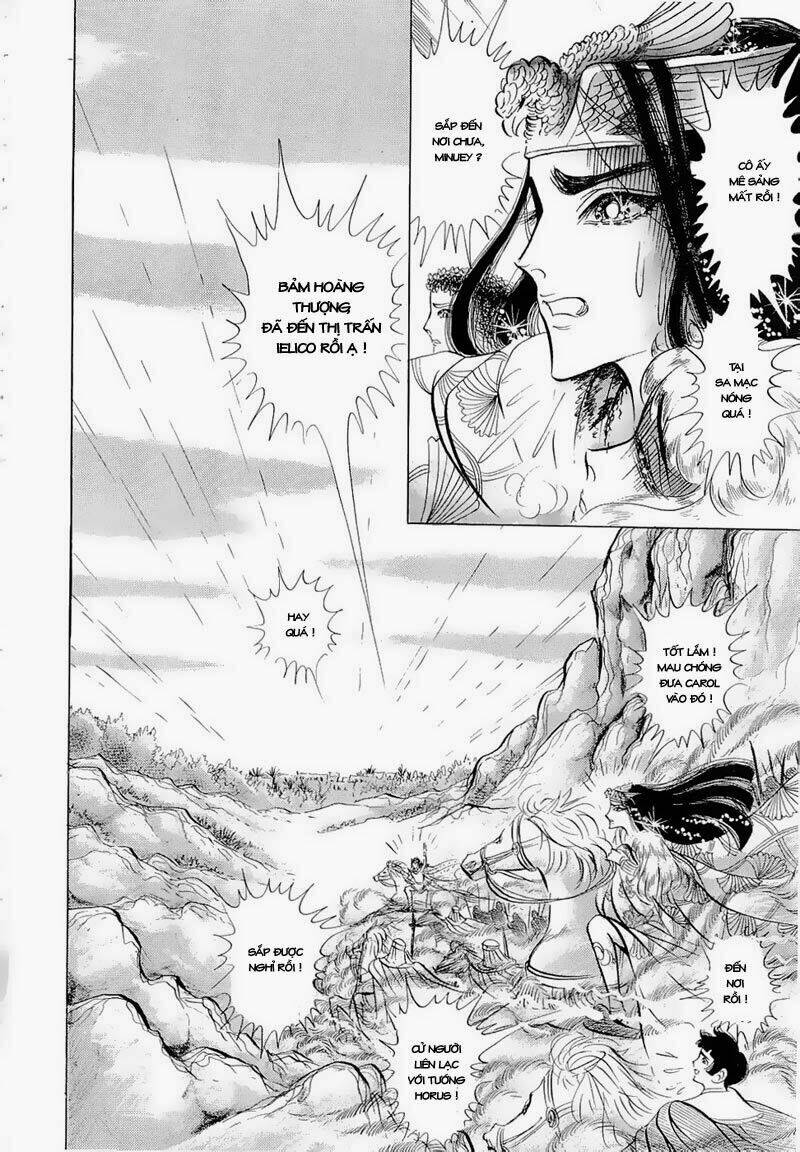 CÔ ẤY
MÊ SẢNG
MẤT RỒI !
SẮP ĐẾN
NƠI CHƯA,
MINUEY ?
TẠI
SA MẠC
NÓNG
QUÁ !
BẢM HOÀNG
THƯỢNG
ĐÃ ĐẾN THỊ TRẤN
IELICO RỒI Ạ !
HAY
QUÁ !
TỐT LẮM !
MAU CHÓNG
ĐƯA CAROL
VÀO ĐÓ !
SẮP ĐƯỢC
NGHỈ RỒI !
ĐẾN
NƠI
RỒI !
CỬ NGƯỜI
LIÊN LẠC
VỚI TƯỚNG
HORUS !